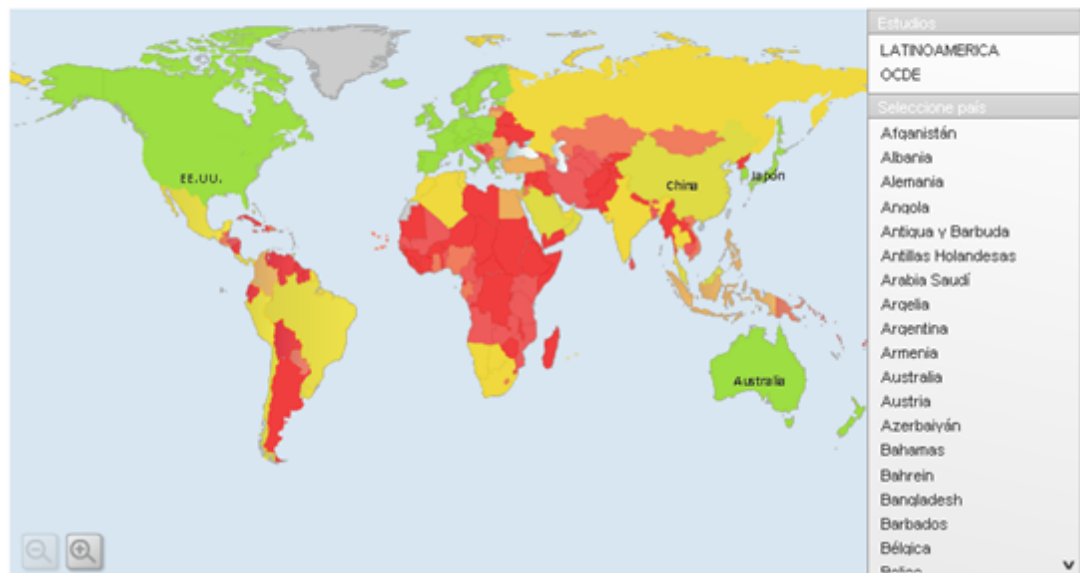 EE.UU.
China
Japón
Australia
Estudios
LATINOAMERICA
OCDE
Seleccione país
Afganistán
Albania
Alemania
Angola
Antigua y Barbuda
Antillas Holandesas
Arabia Saudí
Argelia
Argentina
Armenia
Australia
Austria
Azerbaiyán
Bahamas
Bahrein
Bangladesh
Barbados
Bélgica